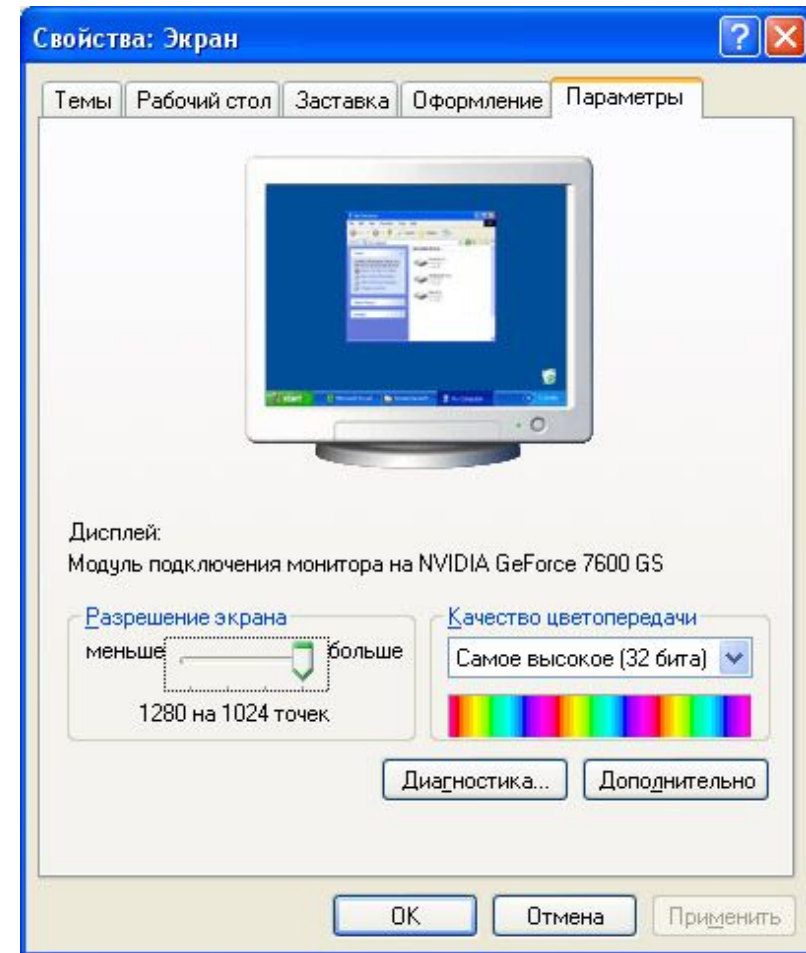 Свойства: Экран
Темы Рабочий стол Заставка Оформление Параметры
start
Дисплей:
Модуль подключения монитора на NVIDIA GeForce 7600 GS
Разрешение экрана
меньше больше
1280 на 1024 точек
Качество цветопередачи
Самое высокое (32 бита)
Диагностика... Дополнительно
OK Отмена Применить